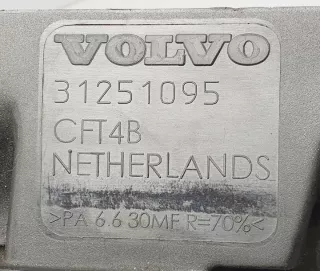 VOLVO
31251095
CFT4B
NETHERLANDS
>PA 6.6 30MF R=70%<